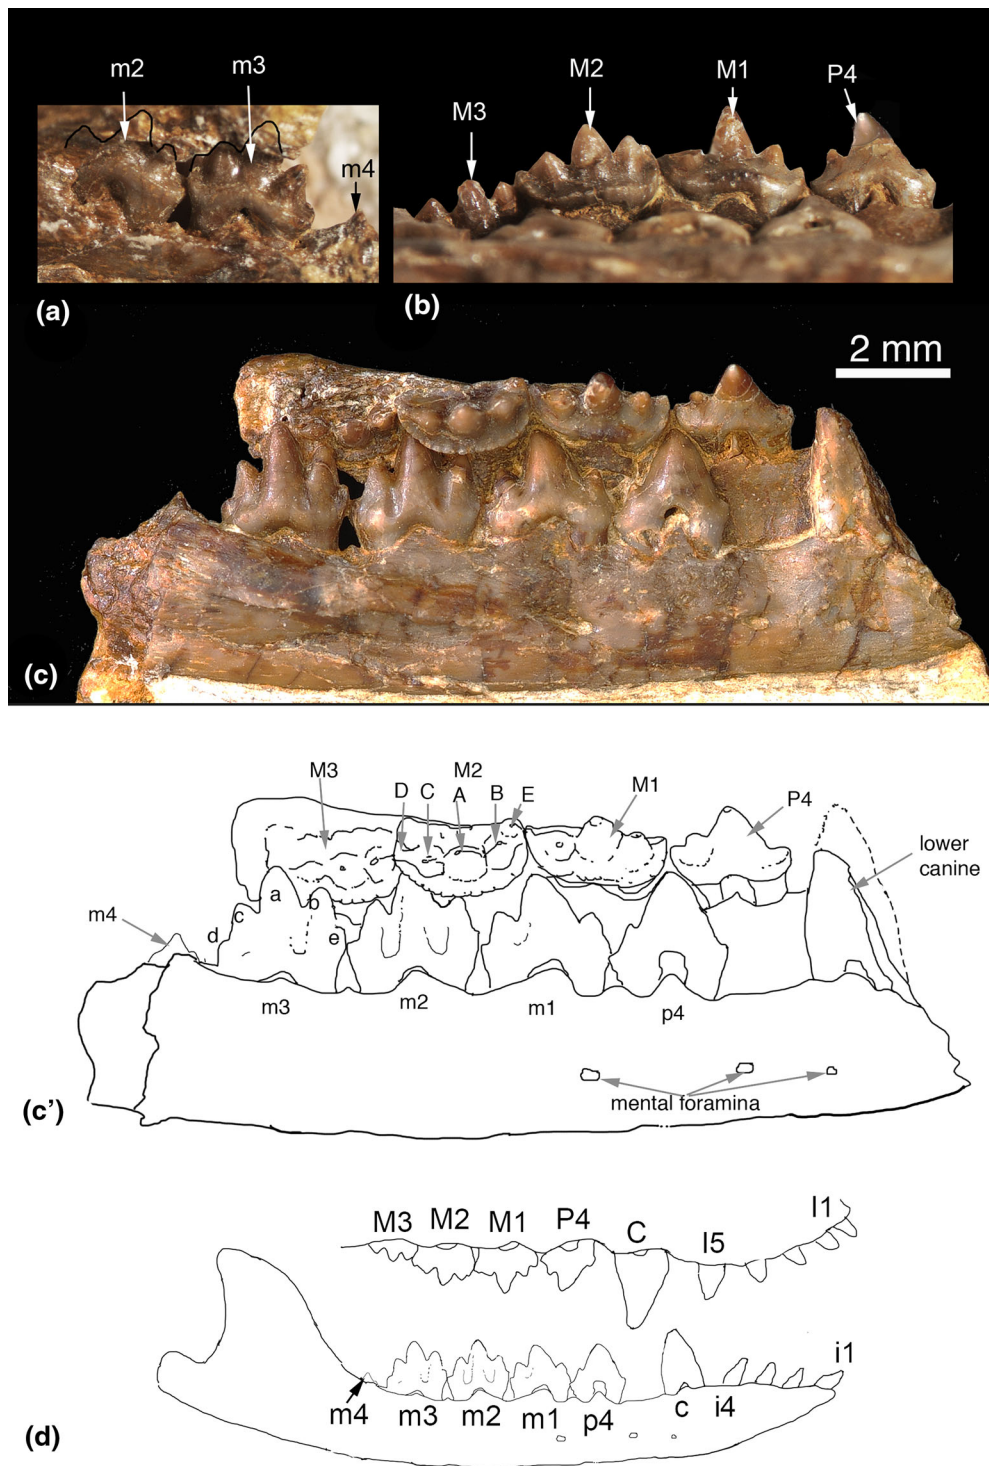 m2 m3 m4
(a)
M3 M2 M1 P4
(b)
2 mm
(c)
M3 D C M2 A B E M1 P4
lower
canine
m4 d c a b e
m3 m2 m1 p4
mental foramina
(c’)
M3 M2 M1 P4 C I5 I1
m4 m3 m2 m1 p4 c i4 i1
(d)